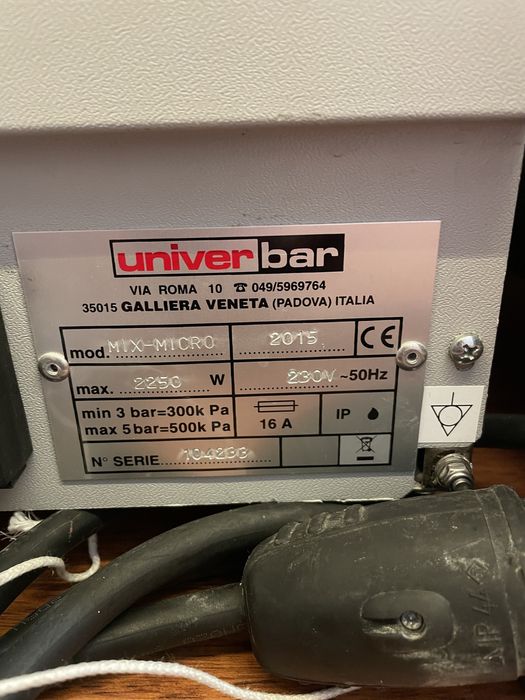 univerbar
VIA ROMA 10 ☎ 049/5969764
35015 GALLIERA VENETA (PADOVA) ITALIA
mod. MIX-MICRO 2015 CE
max. 2250 W 230V ~50Hz
min 3 bar=300k Pa
max 5 bar=500k Pa
16 A
IP
N° SERIE 104233